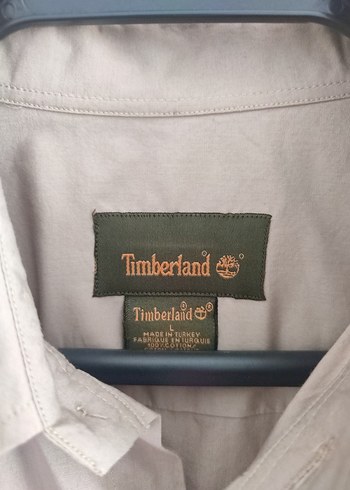 Timberland®
Timberland®
L
MADE IN TURKEY
FABRIQUE EN TURQUIE
100% COTTON/